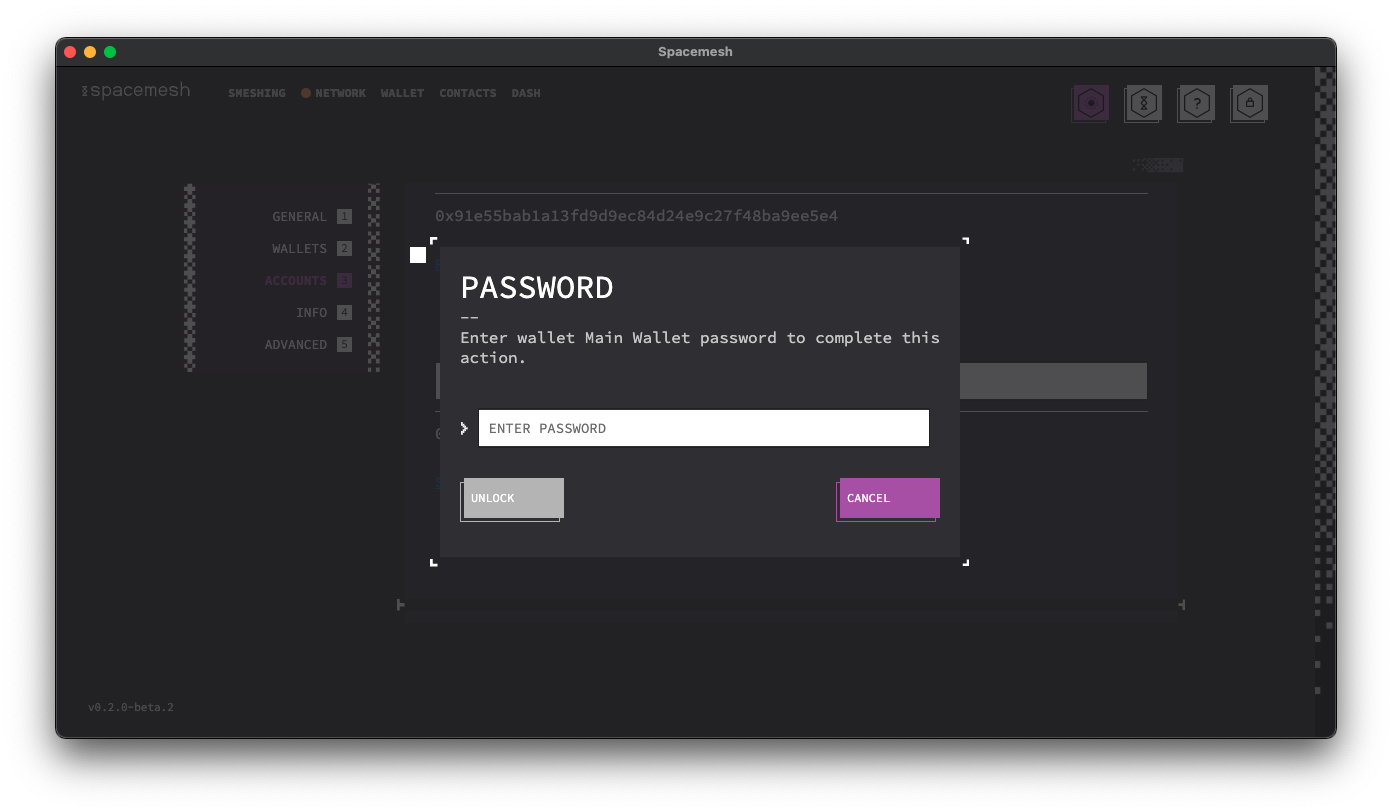 Spacemesh
spacemesh
SMESHING NETWORK WALLET CONTACTS DASH
?
GENERAL 1
WALLETS 2
ACCOUNTS 3
INFO 4
ADVANCED 5
0x91e55bab1a13fd9d9ec84d24e9c27f48ba9ee5e4
PASSWORD
--
Enter wallet Main Wallet password to complete this
action.
ENTER PASSWORD
UNLOCK
CANCEL
v0.2.0-beta.2